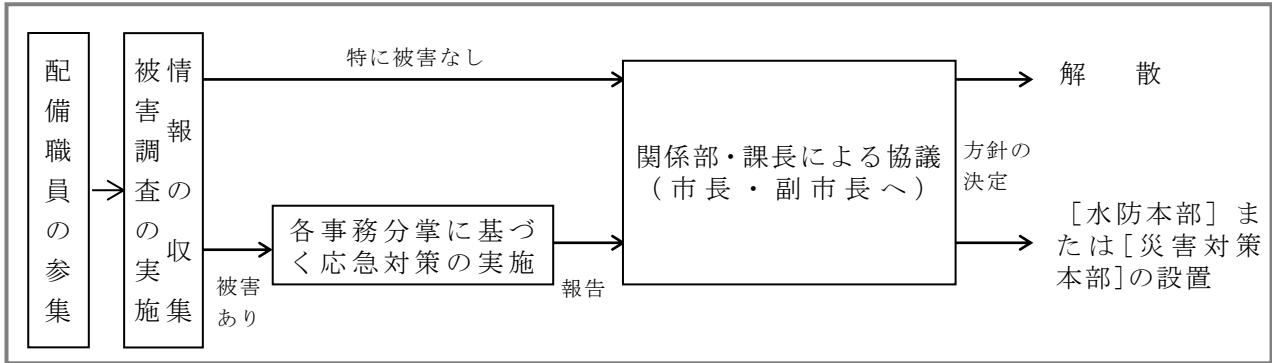 配備職員の参集
情報の収集
被害調査の実施
特に被害なし
被害
あり
各事務分掌に基づ
く応急対策の実施
報告
関係部・課長による協議
（市長・副市長へ）
方針の
決定
解　散
［水防本部］ま
たは［災害対策
本部］の設置